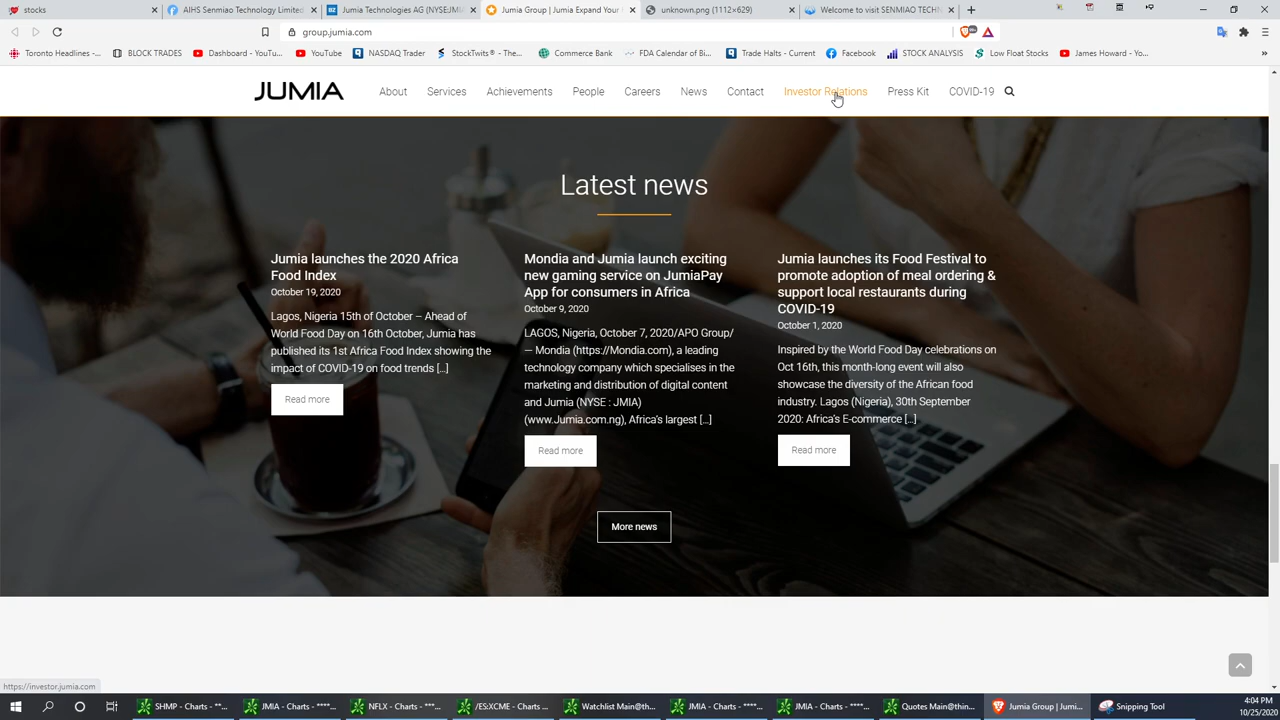 stocks
AIHS Senmiao Technology Limited
Jumia Technologies AG (NYSE:JMI
Jumia Group | Jumia Expand Your
unknown.png (1112×629)
Welcome to visit SENMIAO TECH
group.jumia.com
Toronto Headlines -...
BLOCK TRADES
Dashboard - YouTu...
YouTube
NASDAQ Trader
StockTwits® - The...
Commerce Bank
FDA Calendar of Bi...
Trade Halts - Current
Facebook
STOCK ANALYSIS
Low Float Stocks
James Howard - Yo...
JUMIA
About
Services
Achievements
People
Careers
News
Contact
Investor Relations
Press Kit
COVID-19
Latest news
Jumia launches the 2020 Africa
Food Index
October 19, 2020
Lagos, Nigeria 15th of October – Ahead of
World Food Day on 16th October, Jumia has
published its 1st Africa Food Index showing the
impact of COVID-19 on food trends [...]
Read more
Mondia and Jumia launch exciting
new gaming service on JumiaPay
App for consumers in Africa
October 9, 2020
LAGOS, Nigeria, October 7, 2020/APO Group/
— Mondia (https://Mondia.com), a leading
technology company which specialises in the
marketing and distribution of digital content
and Jumia (NYSE : JMIA)
(www.Jumia.com.ng), Africa's largest [...]
Read more
Jumia launches its Food Festival to
promote adoption of meal ordering &
support local restaurants during
COVID-19
October 1, 2020
Inspired by the World Food Day celebrations on
Oct 16th, this month-long event will also
showcase the diversity of the African food
industry. Lagos (Nigeria), 30th September
2020: Africa's E-commerce [...]
Read more
More news
https://investor.jumia.com
SHMP - Charts - **...
JMIA - Charts - ****...
NFLX - Charts - ***...
/ES:XCME - Charts ...
Watchlist Main@th...
JMIA - Charts - ****...
JMIA - Charts - ****...
Quotes Main@thin...
Jumia Group | Jumi...
Snipping Tool
4:04 PM
10/25/2020